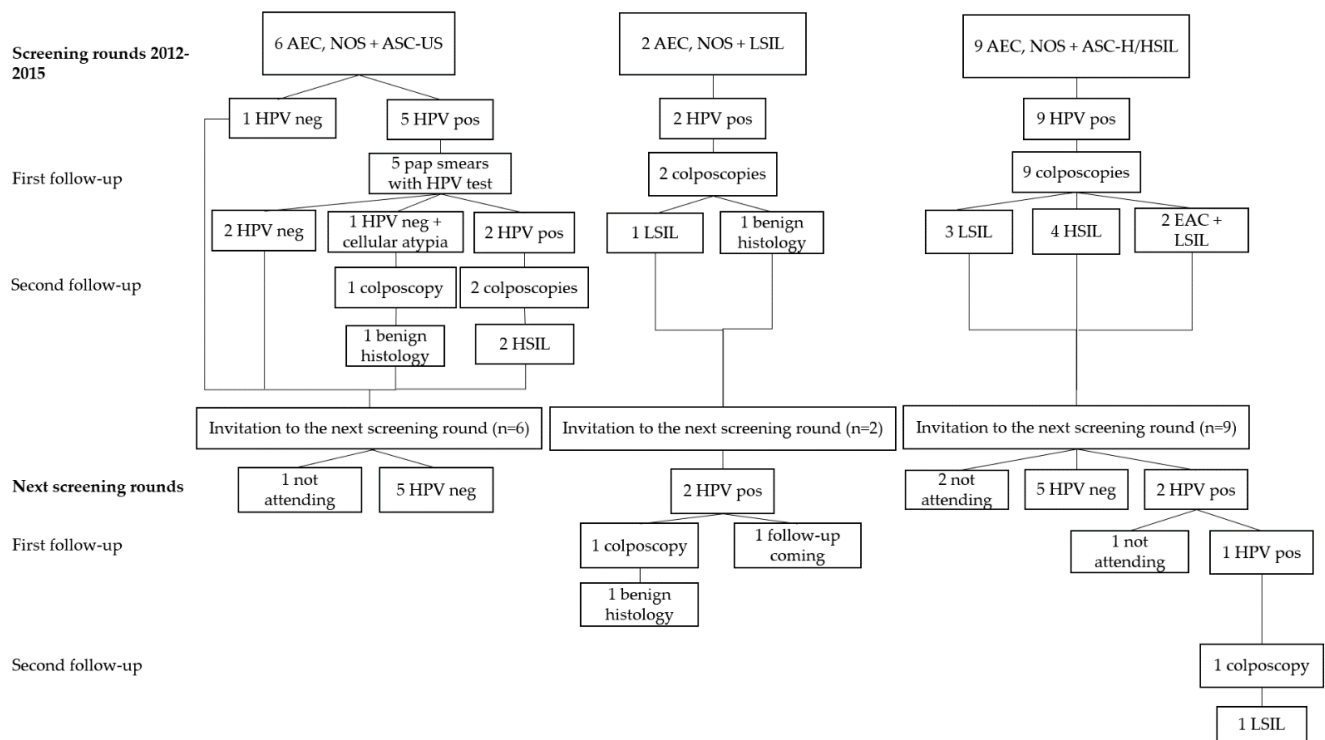 Screening rounds 2012-
2015
6 AEC, NOS + ASC-US
2 AEC, NOS + LSIL
9 AEC, NOS + ASC-H/HSIL
1 HPV neg
5 HPV pos
2 HPV pos
9 HPV pos
First follow-up
5 pap smears
with HPV test
2 colposcopies
9 colposcopies
2 HPV neg
1 HPV neg +
cellular atypia
2 HPV pos
1 LSIL
1 benign
histology
3 LSIL
4 HSIL
2 EAC +
LSIL
Second follow-up
1 colposcopy
2 colposcopies
1 benign
histology
2 HSIL
Invitation to the next screening round (n=6)
Invitation to the next screening round (n=2)
Invitation to the next screening round (n=9)
Next screening rounds
1 not
attending
5 HPV neg
2 HPV pos
2 not
attending
5 HPV neg
2 HPV pos
First follow-up
1 colposcopy
1 follow-up
coming
1 not
attending
1 HPV pos
1 benign
histology
Second follow-up
1 colposcopy
1 LSIL